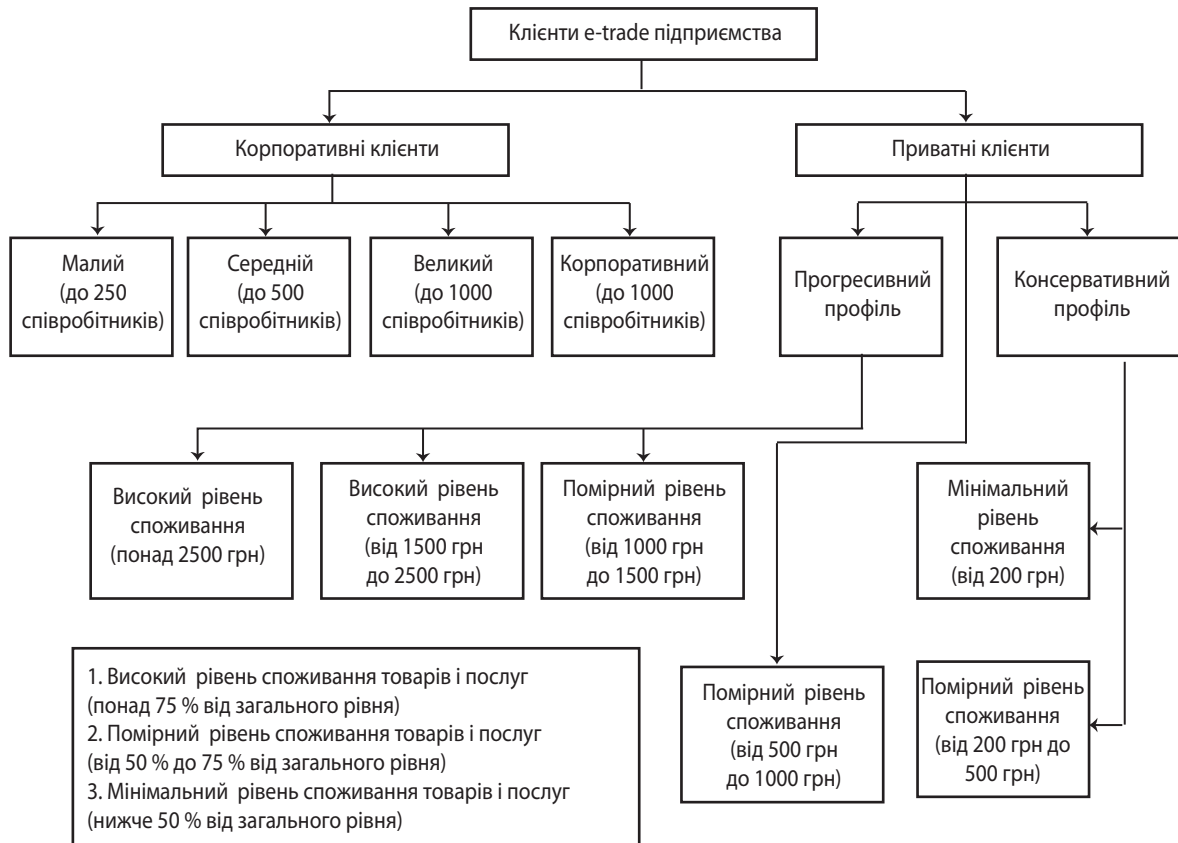 Клієнти e-trade підприємства
Корпоративні клієнти
Приватні клієнти
Малий
(до 250
співробітників)
Середній
(до 500
співробітників)
Великий
(до 1000
співробітників)
Корпоративний
(до 1000
співробітників)
Прогресивний
профіль
Консервативний
профіль
Високий рівень
споживання
(понад 2500 грн)
Високий рівень
споживання
(від 1500 грн
до 2500 грн)
Помірний рівень
споживання
(від 1000 грн
до 1500 грн)
Мінімальний
рівень
споживання
(від 200 грн)
1. Високий рівень споживання товарів і послуг
(понад 75 % від загального рівня)
2. Помірний рівень споживання товарів і послуг
(від 50 % до 75 % від загального рівня)
3. Мінімальний рівень споживання товарів і послуг
(нижче 50 % від загального рівня)
Помірний рівень
споживання
(від 500 грн
до 1000 грн)
Помірний рівень
споживання
(від 200 грн до
500 грн)